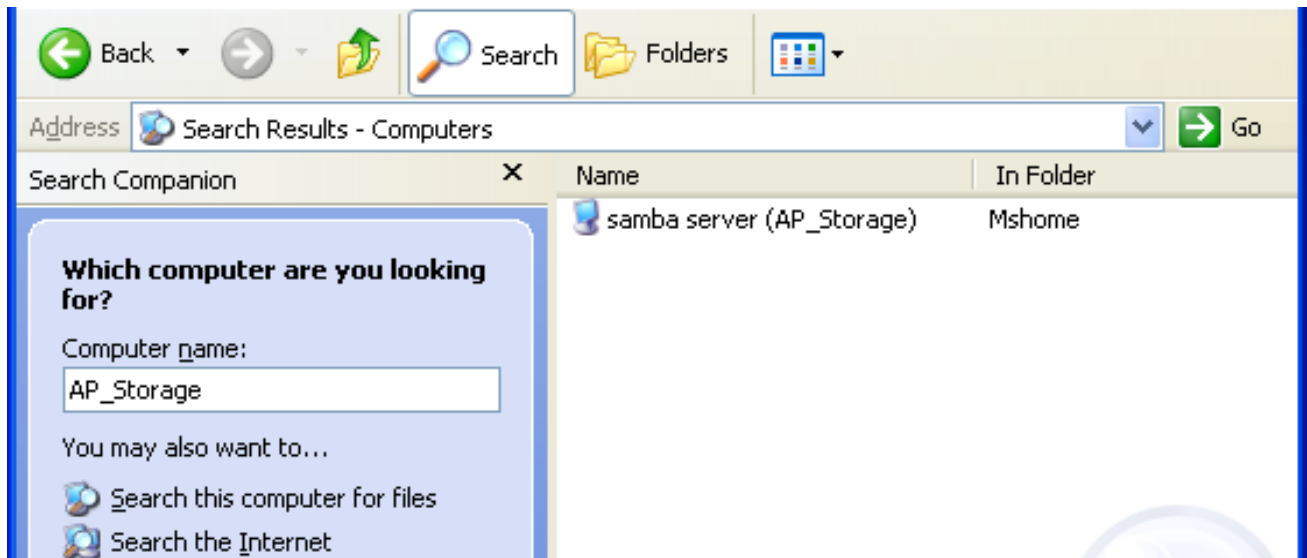 Back Search Folders
Address Search Results - Computers Go
Search Companion
Which computer are you looking
for?
Computer name:
AP_Storage
You may also want to...
Search this computer for files
Search the Internet
Name In Folder
samba server (AP_Storage) Mshome